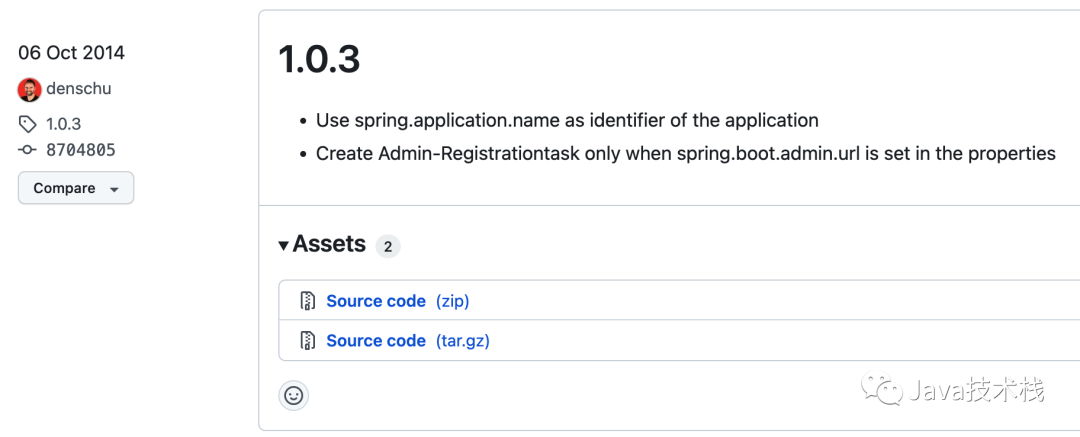 06 Oct 2014
denschu
1.0.3
8704805
Compare
1.0.3
Use spring.application.name as identifier of the application
Create Admin-Registrationtask only when spring.boot.admin.url is set in the properties
Assets 2
Source code (zip)
Source code (tar.gz)
Java技术栈